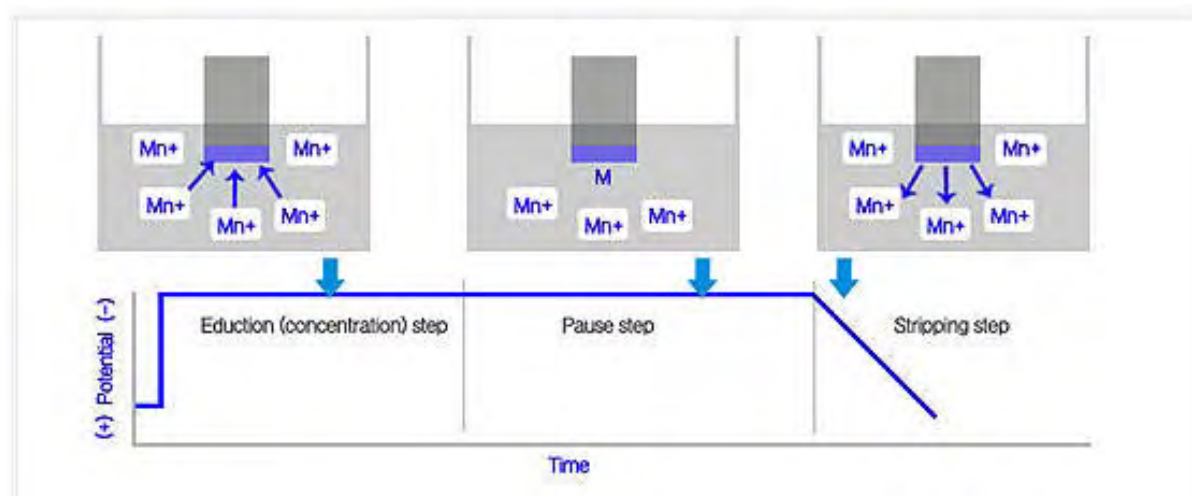 Mn+
Mn+
Mn+
Mn+
Mn+
M
Mn+
Mn+
Mn+
Mn+
Mn+
Mn+
Mn+
Mn+
(+) Potential (−)
Eduction (concentration) step
Pause step
Stripping step
Time